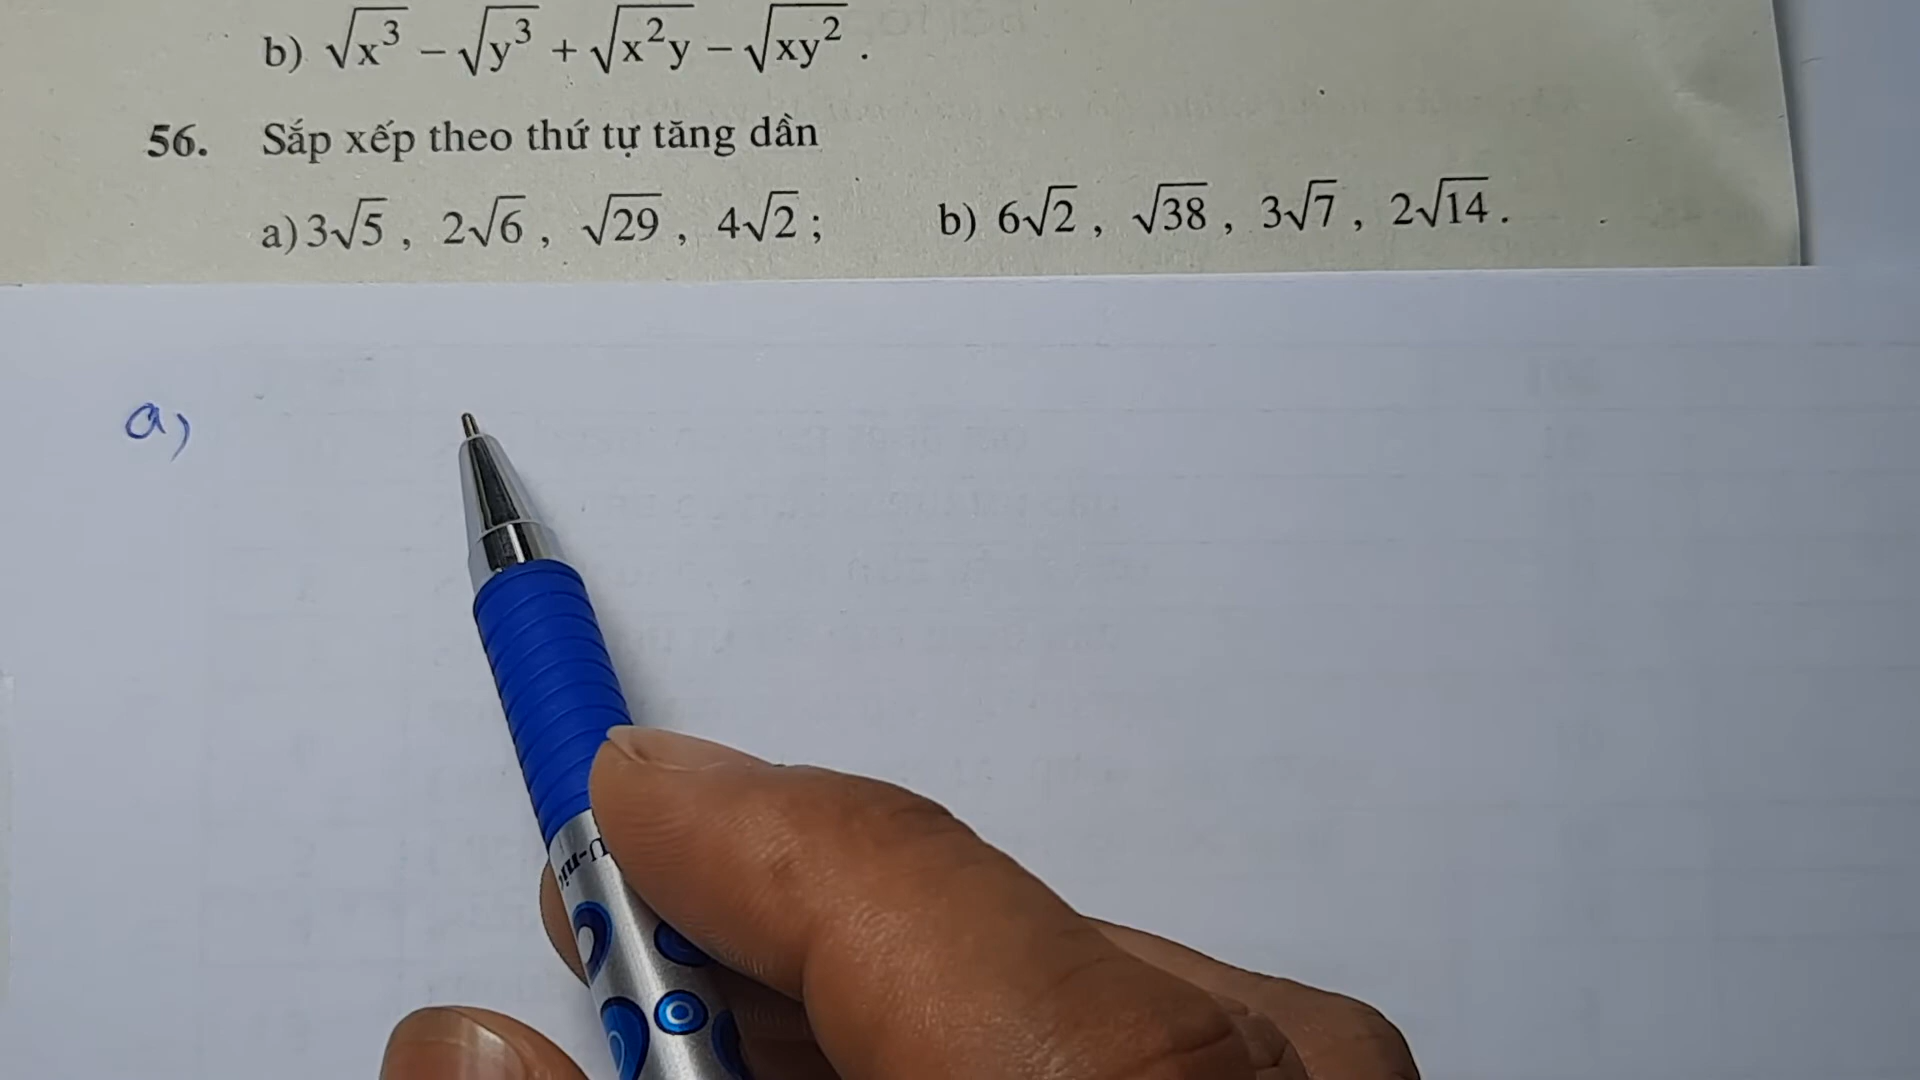 b) √x³ − √y³ + √x²y − √xy² .
56. Sắp xếp theo thứ tự tăng dần
a) 3√5 , 2√6 , √29 , 4√2 ; b) 6√2 , √38 , 3√7 , 2√14 .
a)